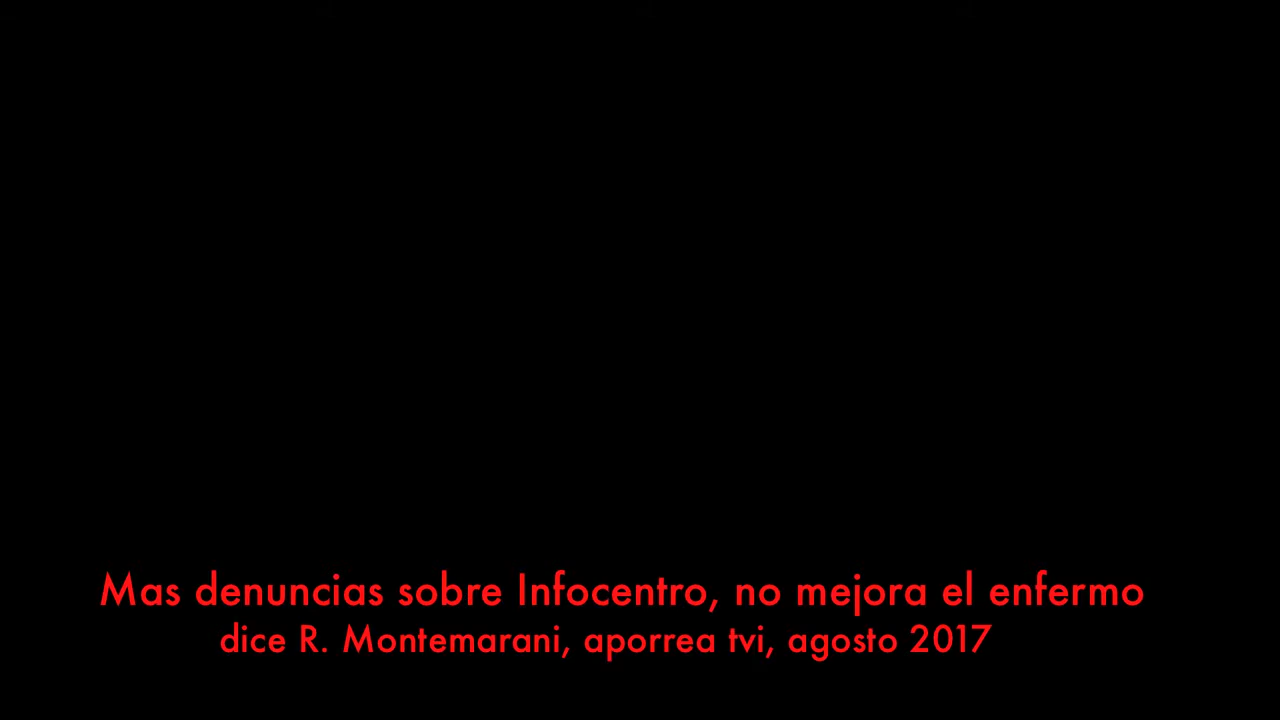 Mas denuncias sobre Infocentro, no mejora el enfermo
dice R. Montemarani, aporrea tvi, agosto 2017